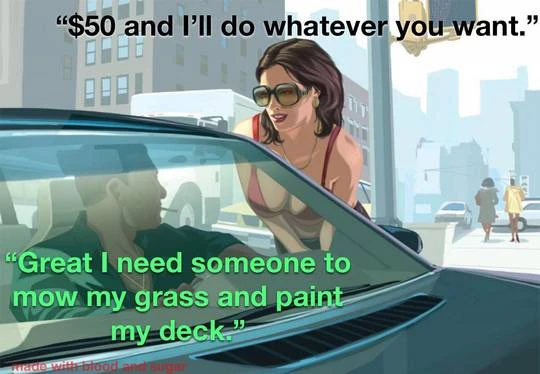 “$50 and I’ll do whatever you want.”
“Great I need someone to
mow my grass and paint
my deck.”
made with blood and sugar